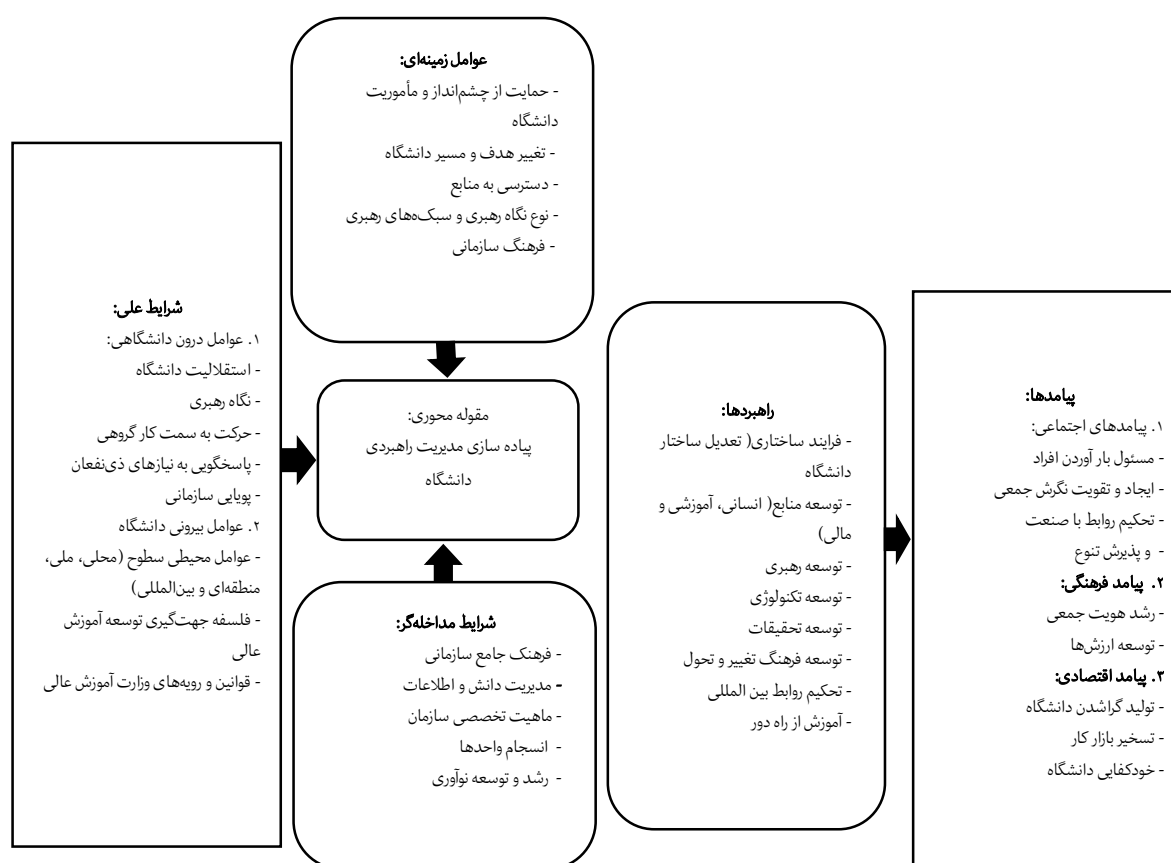 عوامل زمینه‌ای:
- حمایت از چشم‌انداز و مأموریت
دانشگاه
- تغییر هدف و مسیر دانشگاه
- دسترسی به منابع
- نوع نگاه رهبری و سبک‌های رهبری
- فرهنگ سازمانی
شرایط علی:
۱. عوامل درون دانشگاهی:
- استقلالیت دانشگاه
- نگاه رهبری
- حرکت به سمت کار گروهی
- پاسخگویی به نیازهای ذی‌نفعان
- پویایی سازمانی
۲. عوامل بیرونی دانشگاه
- عوامل محیطی سطوح (محلی، ملی،
منطقه‌ای و بین‌المللی)
- فلسفه جهت‌گیری توسعه آموزش
عالی
- قوانین و رویه‌های وزارت آموزش عالی
مقوله محوری:
پیاده سازی مدیریت راهبردی
دانشگاه
شرایط مداخله‌گر:
- فرهنک جامع سازمانی
- مدیریت دانش و اطلاعات
- ماهیت تخصصی سازمان
- انسجام واحدها
- رشد و توسعه نوآوری
راهبردها:
- فرایند ساختاری( تعدیل ساختار
دانشگاه
- توسعه منابع( انسانی، آموزشی و
مالی)
- توسعه رهبری
- توسعه تکنولوژی
- توسعه تحقیقات
- توسعه فرهنگ تغییر و تحول
- تحکیم روابط بین المللی
- آموزش از راه دور
پیامدها:
۱. پیامدهای اجتماعی:
- مسئول بار آوردن افراد
- ایجاد و تقویت نگرش جمعی
- تحکیم روابط با صنعت
- و پذیرش تنوع
۲. پیامد فرهنگی:
- رشد هویت جمعی
- توسعه ارزش‌ها
۳. پیامد اقتصادی:
- تولید گراشدن دانشگاه
- تسخیر بازار کار
- خودکفایی دانشگاه